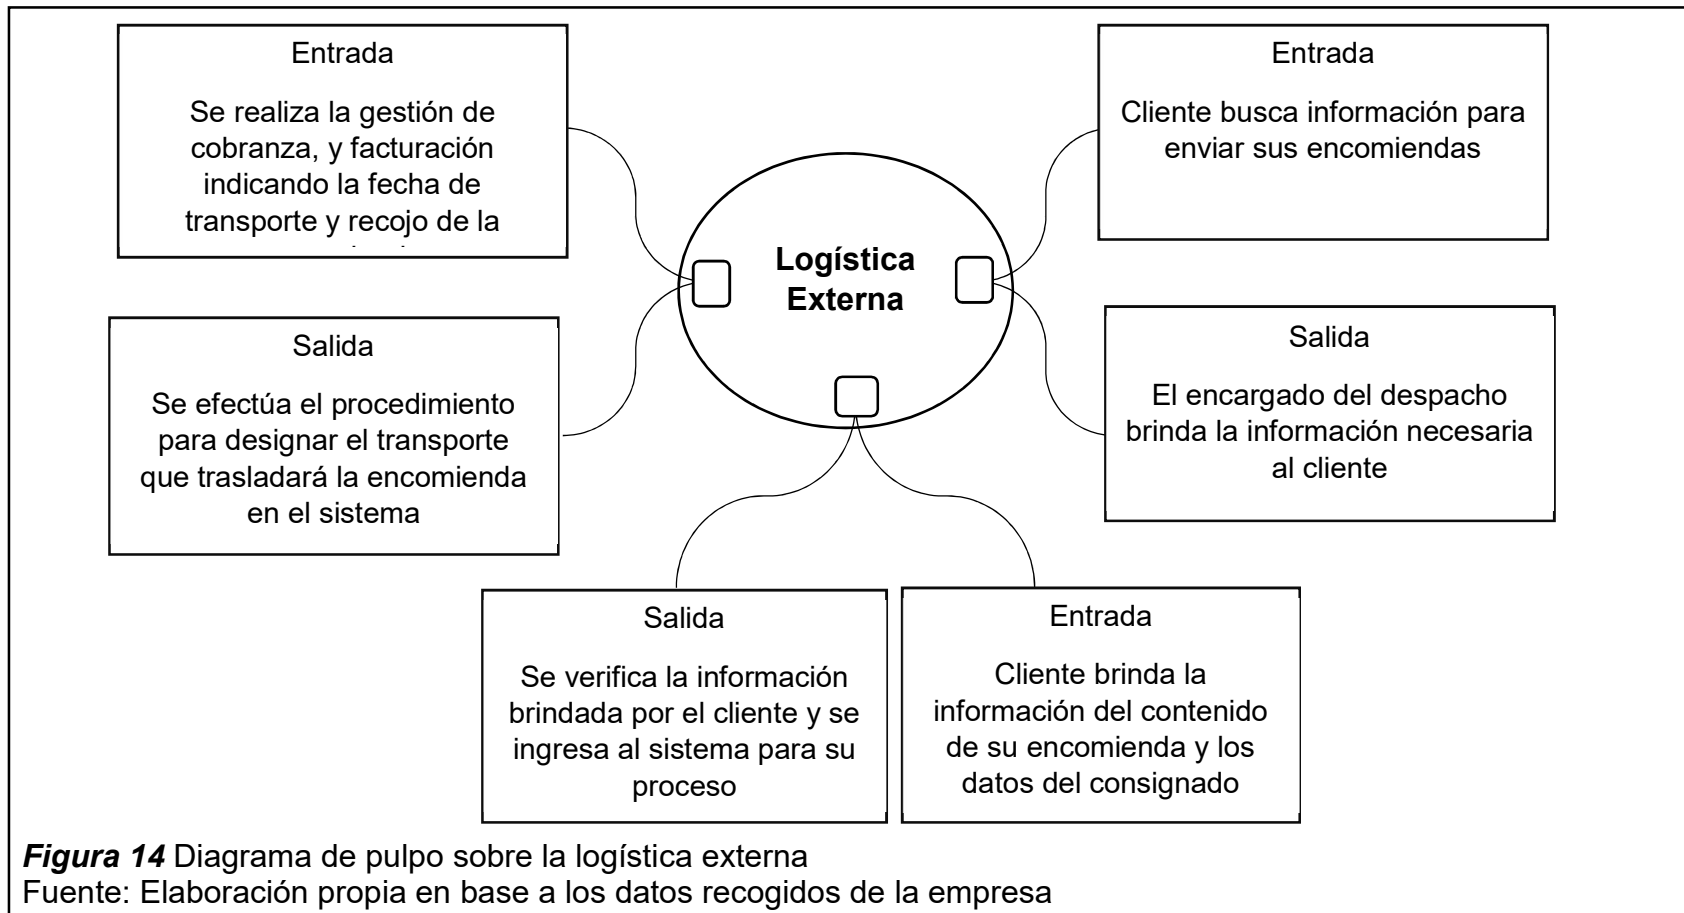 Entrada
Se realiza la gestión de
cobranza, y facturación
indicando la fecha de
transporte y recojo de la
Entrada
Cliente busca información para
enviar sus encomiendas
Logística
Externa
Salida
Se efectúa el procedimiento
para designar el transporte
que trasladará la encomienda
en el sistema
Salida
El encargado del despacho
brinda la información necesaria
al cliente
Salida
Se verifica la información
brindada por el cliente y se
ingresa al sistema para su
proceso
Entrada
Cliente brinda la
información del contenido
de su encomienda y los
datos del consignado
Figura 14 Diagrama de pulpo sobre la logística externa
Fuente: Elaboración propia en base a los datos recogidos de la empresa